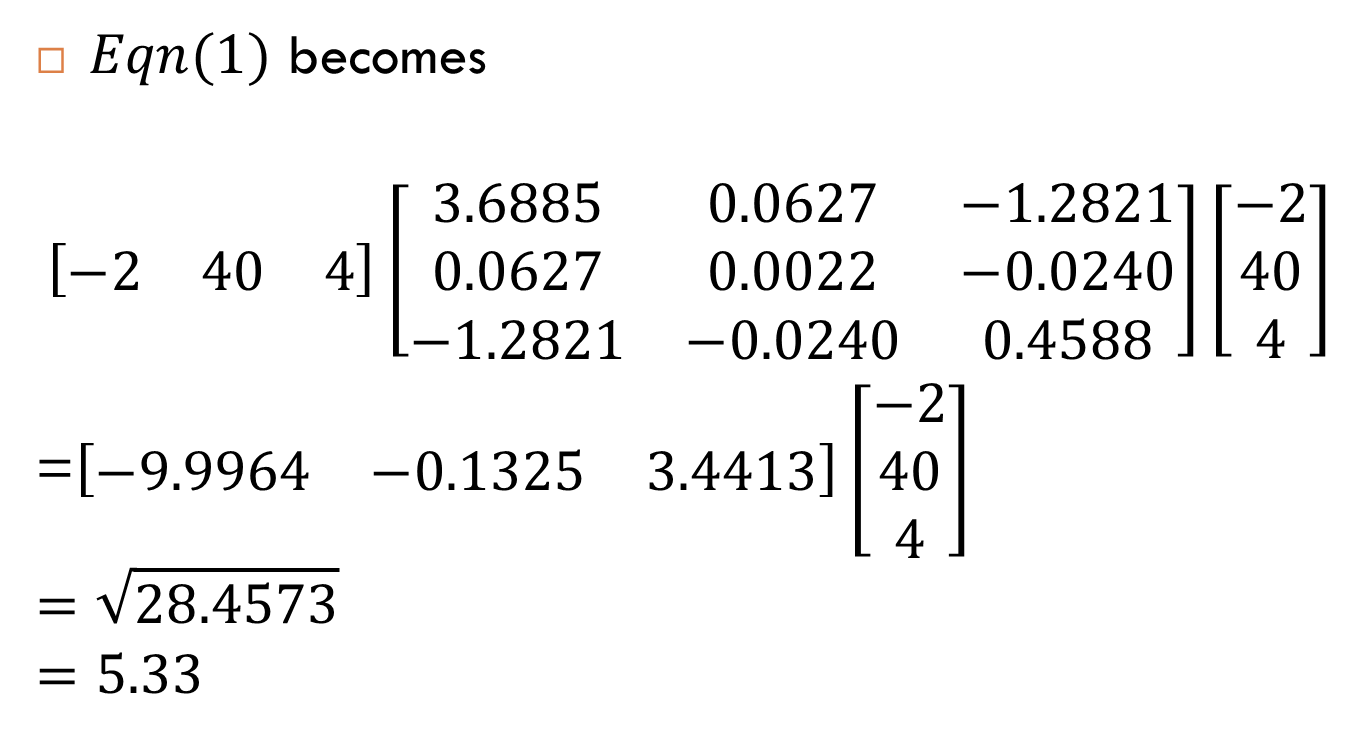 □ Eqn(1) becomes
[−2 40 4] [3.6885 0.0627 −1.2821] [−2]
[0.0627 0.0022 −0.0240] [40]
[−1.2821 −0.0240 0.4588] [4]
=[−9.9964 −0.1325 3.4413] [−2]
[40]
[4]
= √28.4573
= 5.33